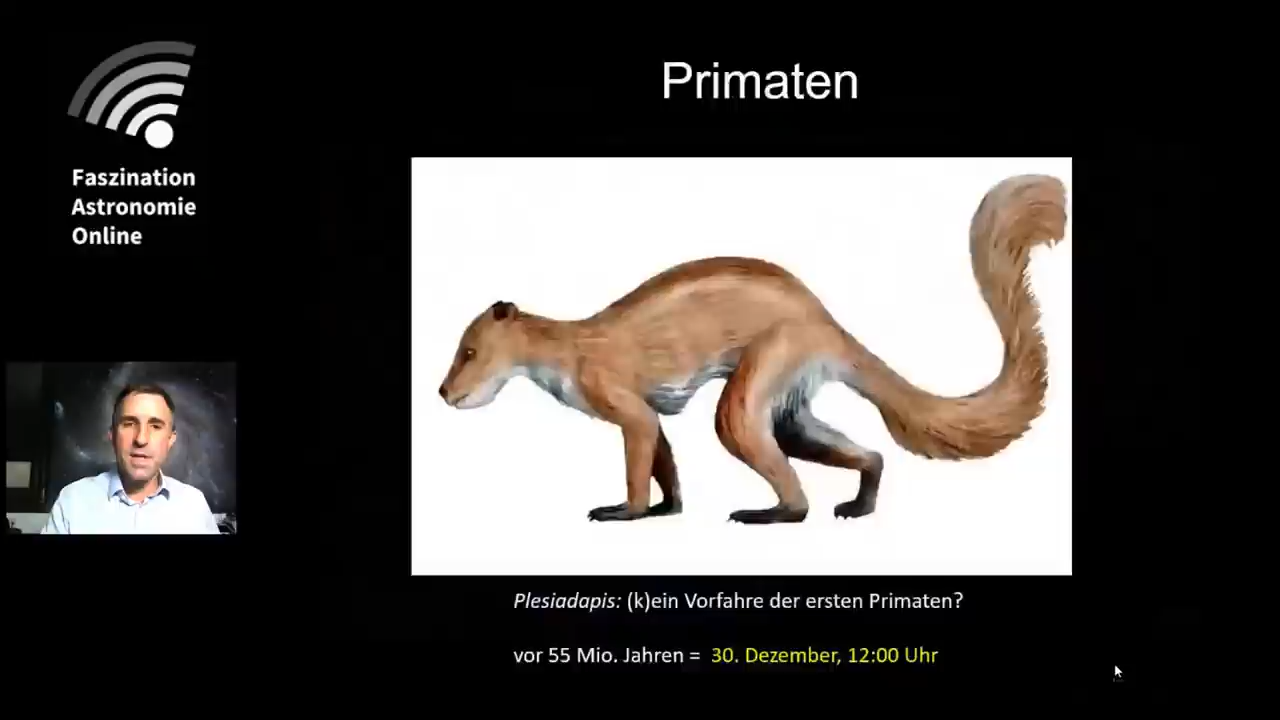 Faszination
Astronomie
Online
Primaten
Plesiadapis: (k)ein Vorfahre der ersten Primaten?
vor 55 Mio. Jahren = 30. Dezember, 12:00 Uhr